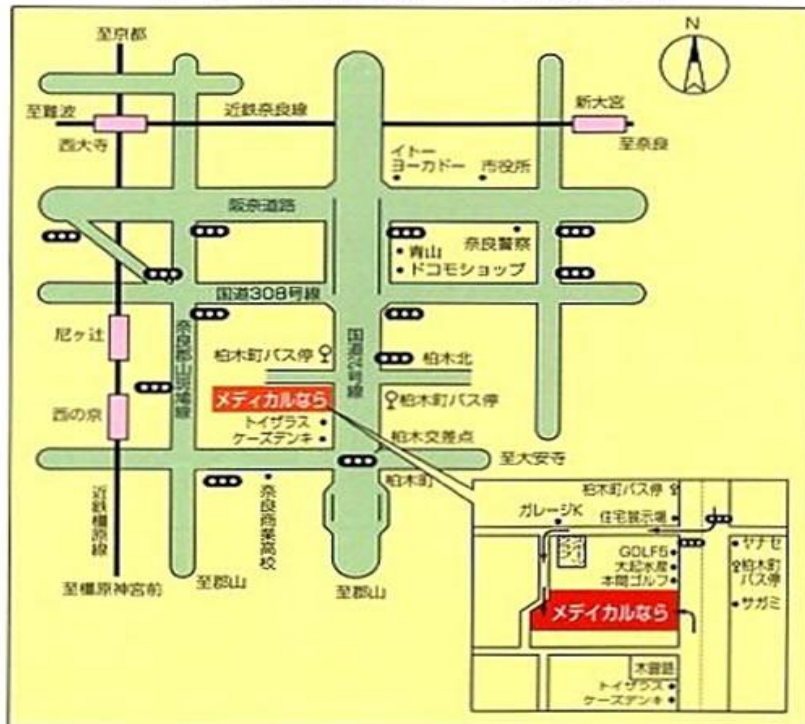 至京都
N
至難波
近鉄奈良線
新大宮
西大寺
至奈良
イトー
ヨーカドー
市役所
阪奈道路
青山
奈良警察
ドコモショップ
国道308号線
尼ヶ辻
奈良郡山斑鳩線
国道24号線
柏木町バス停
柏木北
メディカルなら
柏木町バス停
西の京
トイザラス
ケーズデンキ
柏木交差点
至大安寺
柏木町
近鉄橿原線
奈良商業高校
至橿原神宮前
至郡山
至郡山
柏木町バス停
ガレージK
住宅展示場
GOLF5
ヤナセ
大起水産
柏木町
バス停
本間ゴルフ
メディカルなら
サガミ
トイザラス
ケーズデンキ